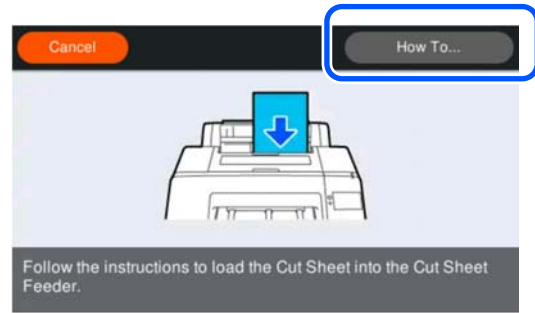 Cancel
How To...
Follow the instructions to load the Cut Sheet into the Cut Sheet
Feeder.